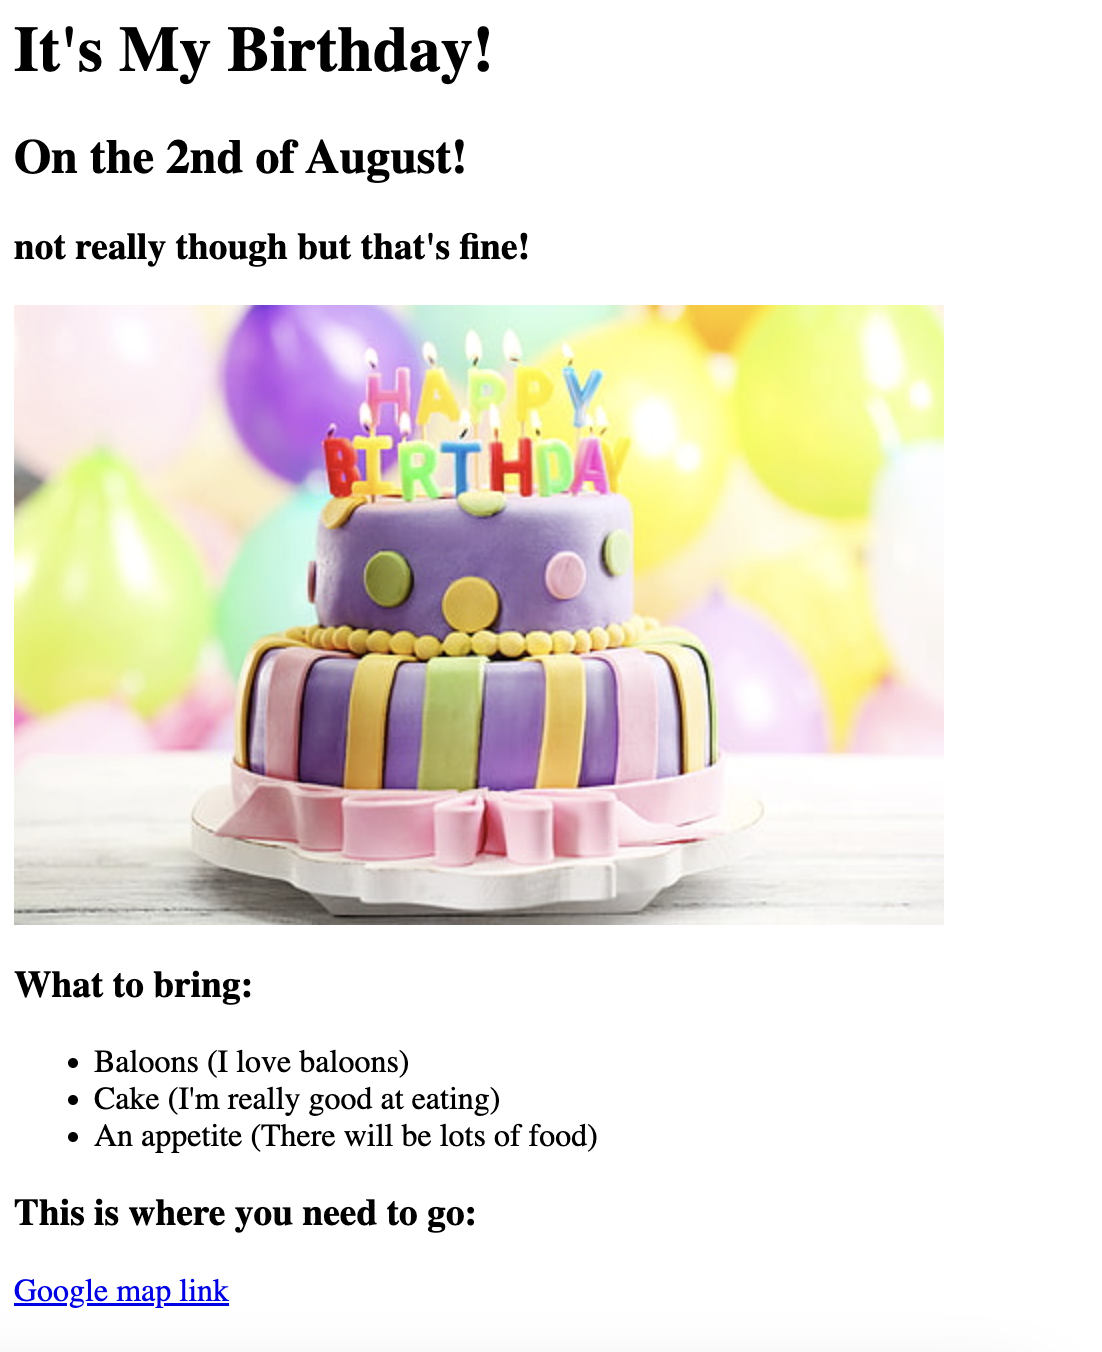 It's My Birthday!
On the 2nd of August!
not really though but that's fine!
HAPPY
BIRTHDAY
What to bring:
Baloons (I love baloons)
Cake (I'm really good at eating)
An appetite (There will be lots of food)
This is where you need to go:
Google map link